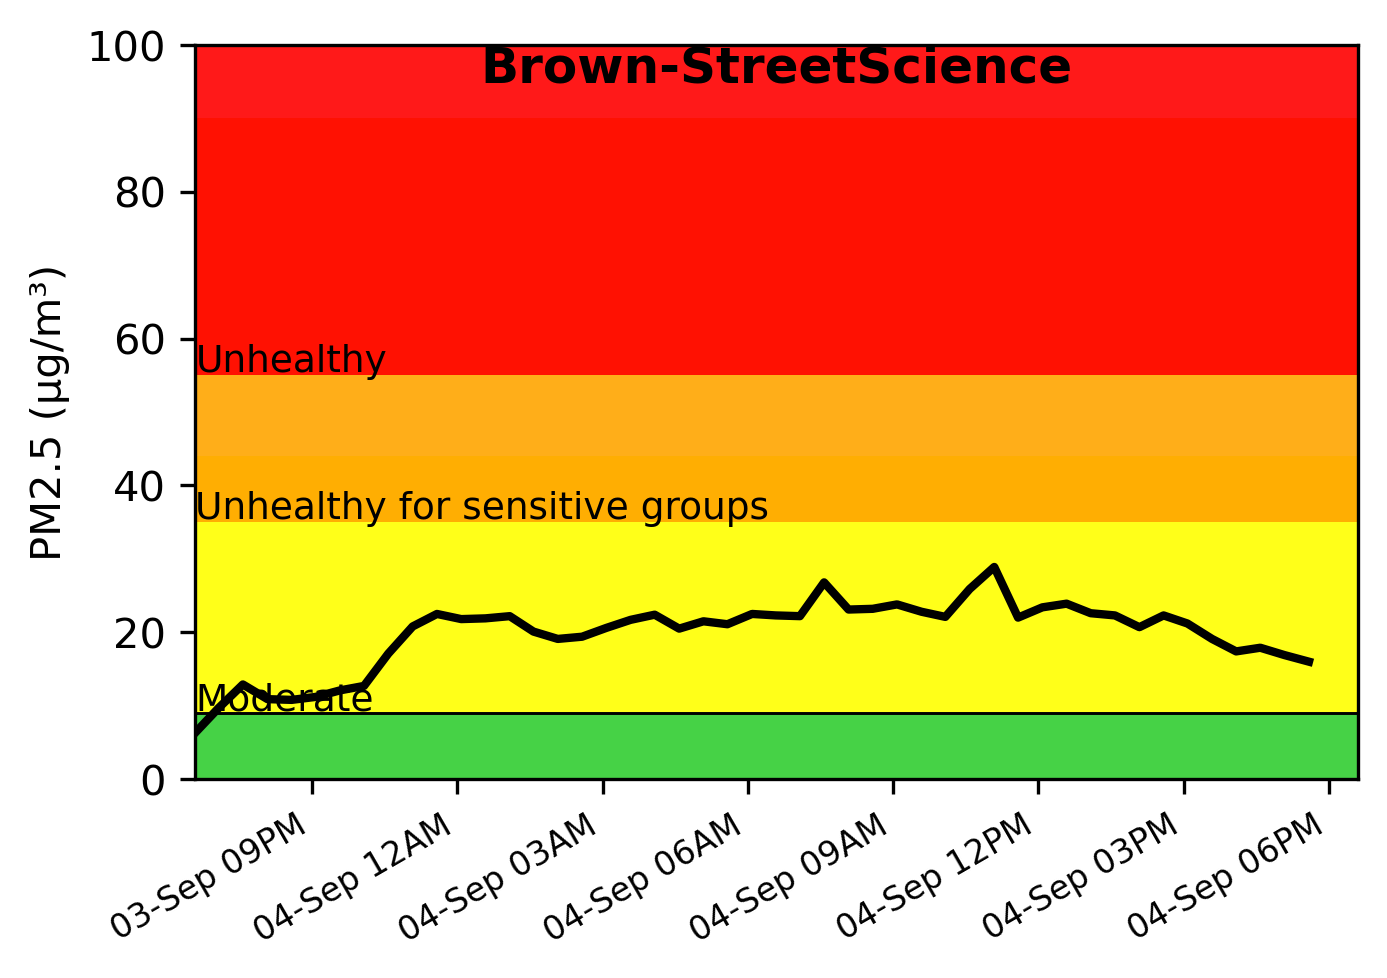 Brown-StreetScience
100
80
60
40
20
0
PM2.5 (µg/m³)
Unhealthy
Unhealthy for sensitive groups
Moderate
03-Sep 09PM
04-Sep 12AM
04-Sep 03AM
04-Sep 06AM
04-Sep 09AM
04-Sep 12PM
04-Sep 03PM
04-Sep 06PM